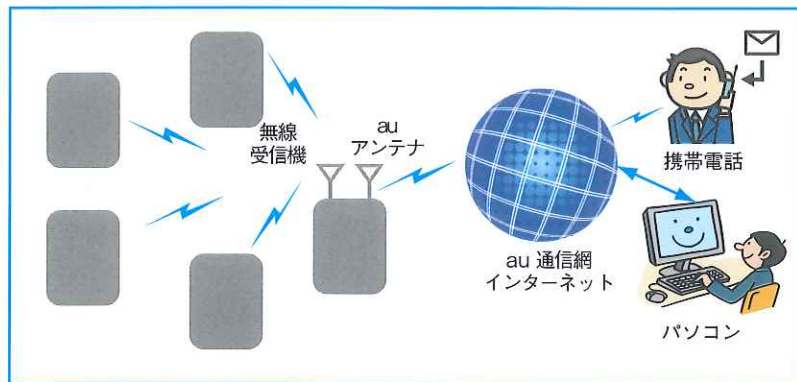 無線
受信機
au
アンテナ
au 通信網
インターネット
携帯電話
パソコン